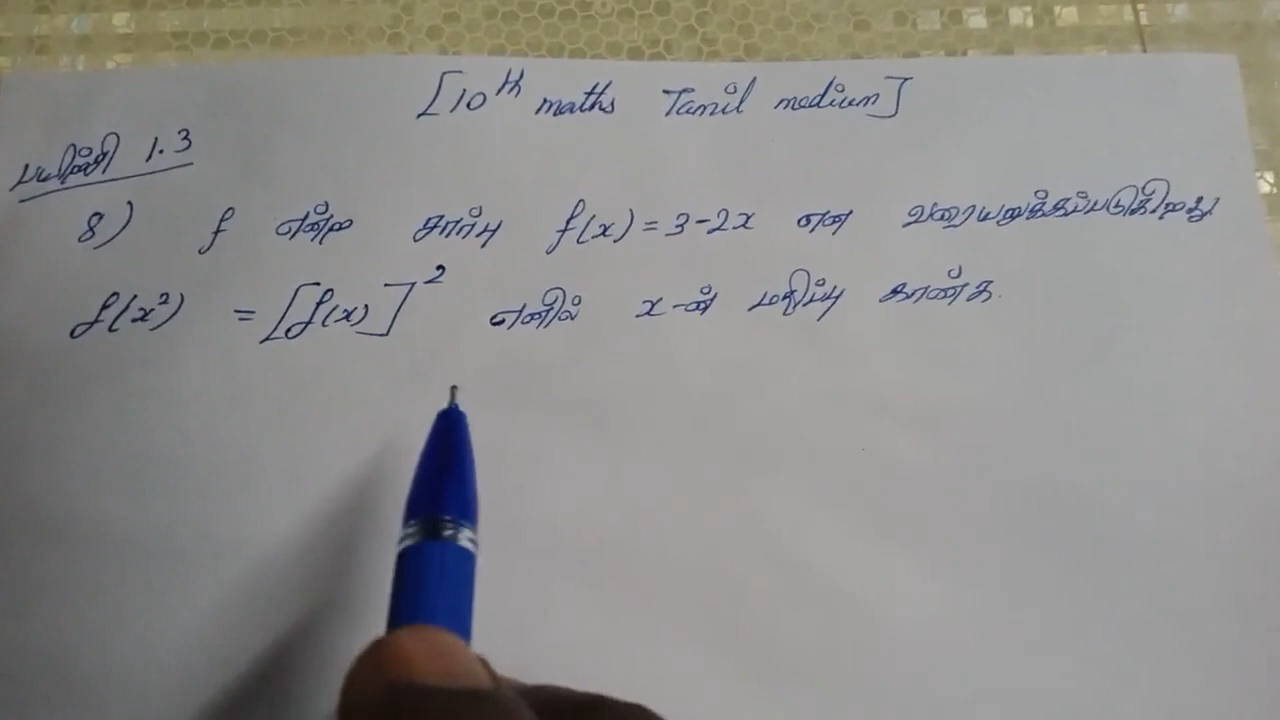 [10th maths Tamil medium]
பயிற்சி 1.3
8) f என்ற சார்பு f(x) = 3-2x என வரையறுக்கப்படுகிறது
f(x²) = [f(x)]² எனில் x-ன் மதிப்பு காண்க.